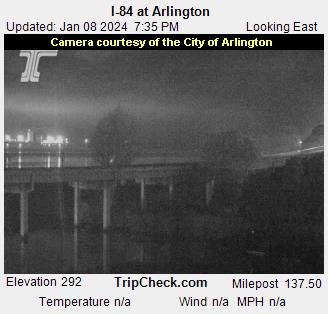 I-84 at Arlington
Updated: Jan 08 2024 7:35 PM Looking East
Camera courtesy of the City of Arlington
Elevation 292 TripCheck.com Milepost 137.50
Temperature n/a Wind n/a MPH n/a